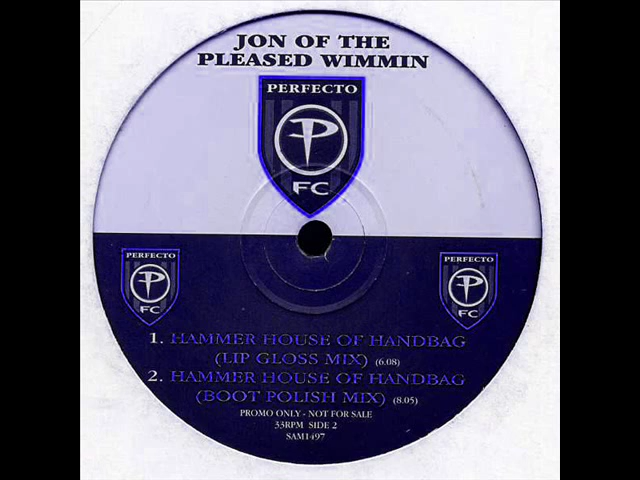 JON OF THE
PLEASED WIMMIN
PERFECTO
P
FC
PERFECTO
P
FC
PERFECTO
P
FC
1. HAMMER HOUSE OF HANDBAG
(LIP GLOSS MIX) (6.08)
2. HAMMER HOUSE OF HANDBAG
(BOOT POLISH MIX) (8.05)
PROMO ONLY - NOT FOR SALE
33RPM SIDE 2
SAM1497